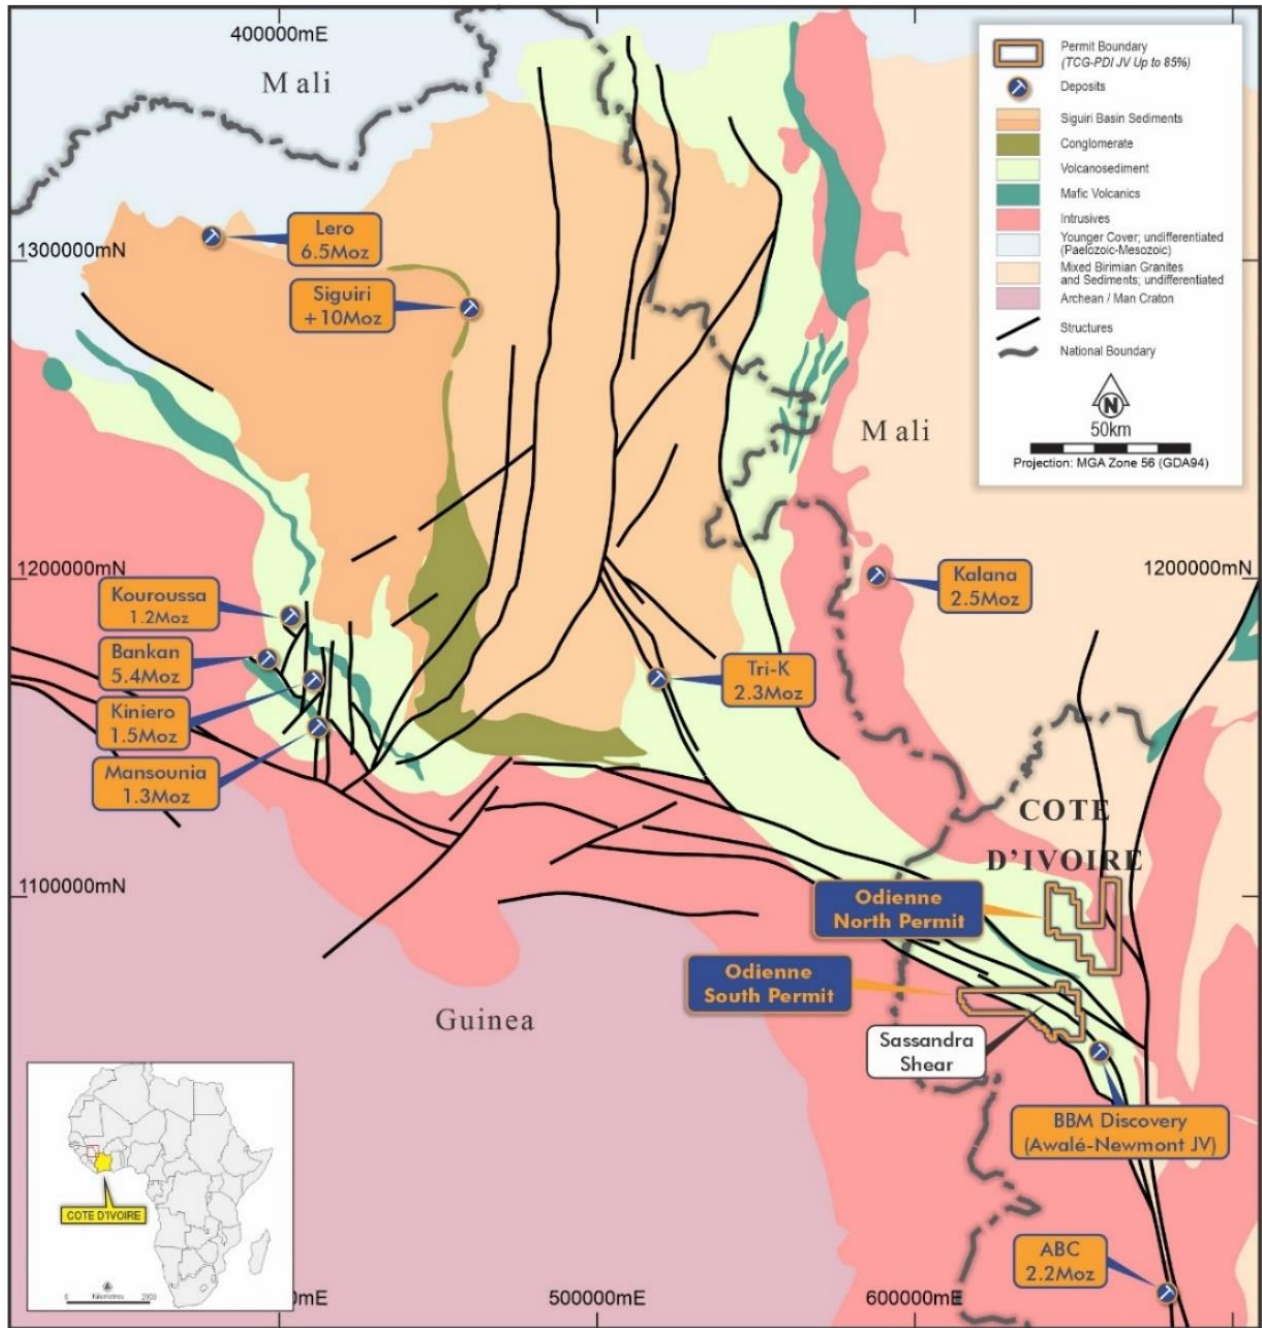 400000mE
Mali
Permit Boundary
(TCG-PDI JV Up to 85%)
Deposits
Siguiri Basin Sediments
Conglomerate
Volcanosediment
Mafic Volcanics
Intrusives
Younger Cover; undifferentiated
(Paelozoic-Mesozoic)
Mixed Birimian Granites
and Sediments; undifferentiated
Archean / Man Craton
Structures
National Boundary
N
50km
Projection: MGA Zone 56 (GDA94)
1300000mN
Lero
6.5Moz
Siguiri
+10Moz
Mali
1200000mN
1200000mN
Kalana
2.5Moz
Kouroussa
1.2Moz
Bankan
5.4Moz
Kiniero
1.5Moz
Mansounia
1.3Moz
Tri-K
2.3Moz
COTE
D'IVOIRE
1100000mN
Odienne
North Permit
Odienne
South Permit
Guinea
Sassandra
Shear
BBM Discovery
(Awalé-Newmont JV)
ABC
2.2Moz
COTE D'IVOIRE
0 Kilometres 2000
0mE
500000mE
600000mE